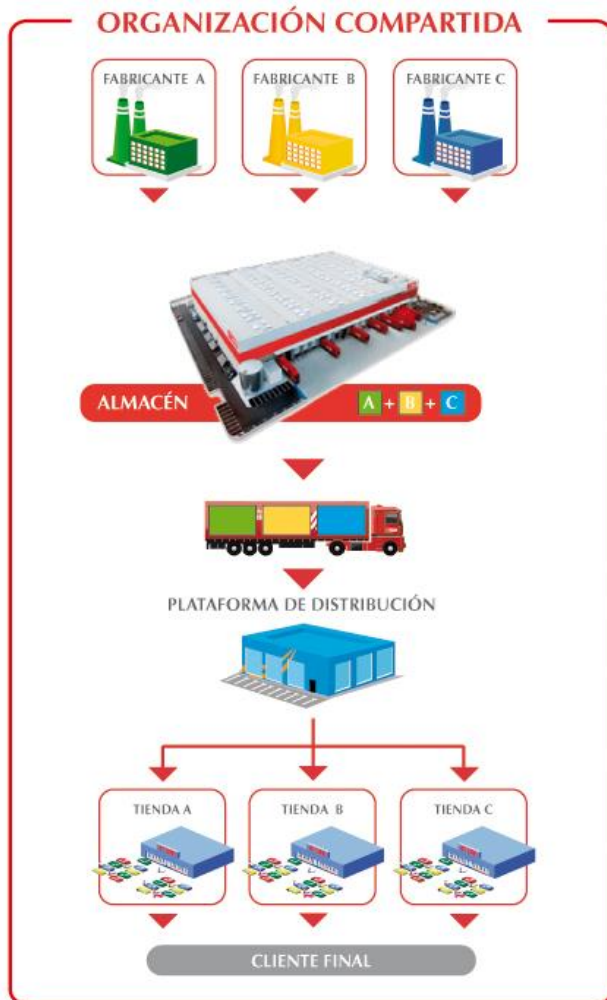 ORGANIZACIÓN COMPARTIDA
FABRICANTE A
FABRICANTE B
FABRICANTE C
ALMACÉN
A + B + C
PLATAFORMA DE DISTRIBUCIÓN
TIENDA A
TIENDA B
TIENDA C
CLIENTE FINAL